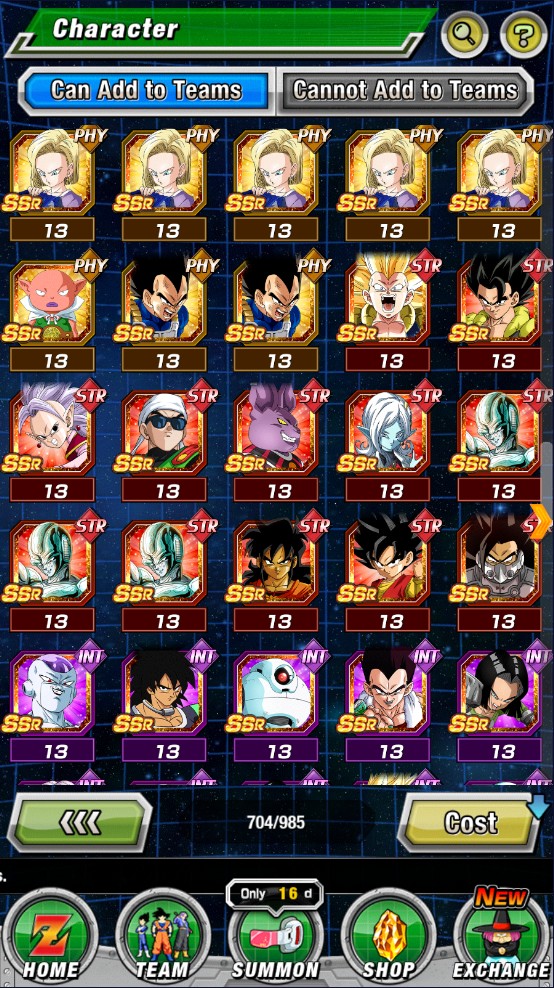 Character
?
Can Add to Teams Cannot Add to Teams
PHY PHY PHY PHY PHY
SSR SSR SSR SSR SSR
13 13 13 13 13
PHY PHY PHY STR STR
SSR SSR SSR SSR SSR
13 13 13 13 13
STR STR STR STR STR
SSR SSR SSR SSR SSR
13 13 13 13 13
STR STR STR STR ST
SSR SSR SSR SSR SSR
13 13 13 13 13
INT INT INT INT INT
SSR SSR SSR SSR SSR
13 13 13 13 13
704/985
Cost
s.
Only 16 d
New
Z
HOME TEAM SUMMON SHOP EXCHANGE